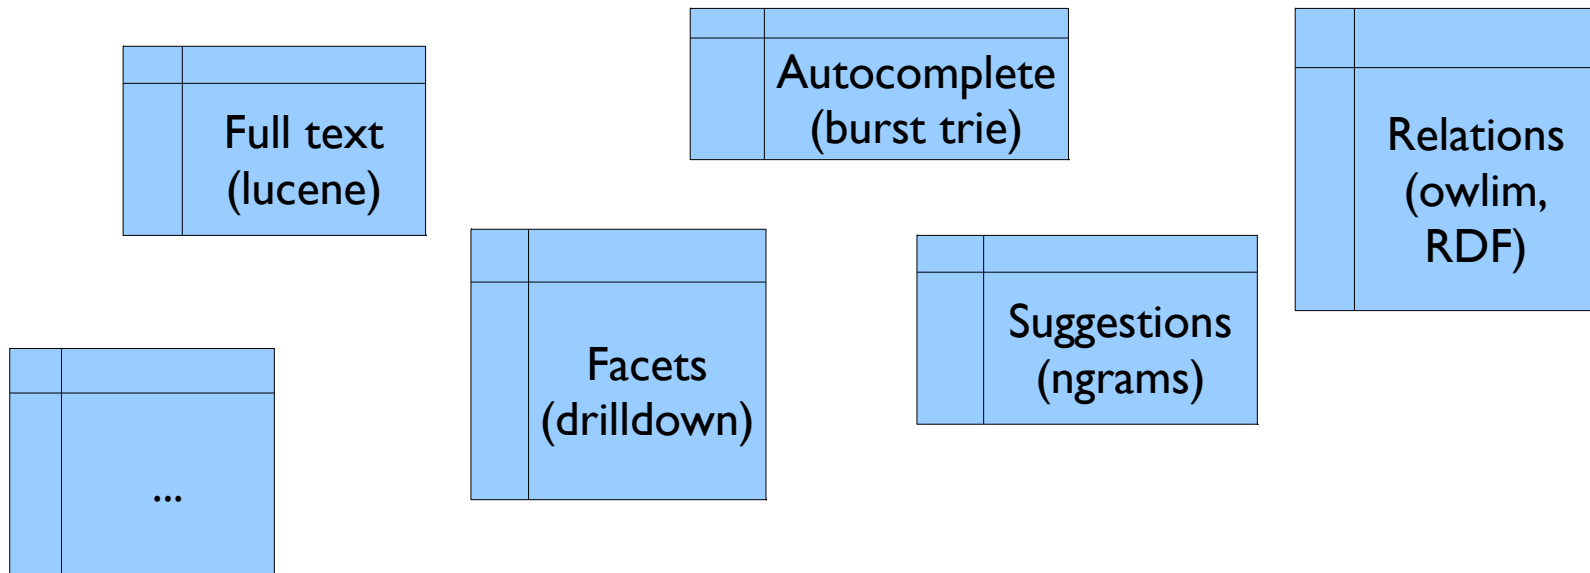 Full text
(lucene)
Autocomplete
(burst trie)
Relations
(owlim,
RDF)
Facets
(drilldown)
Suggestions
(ngrams)
...